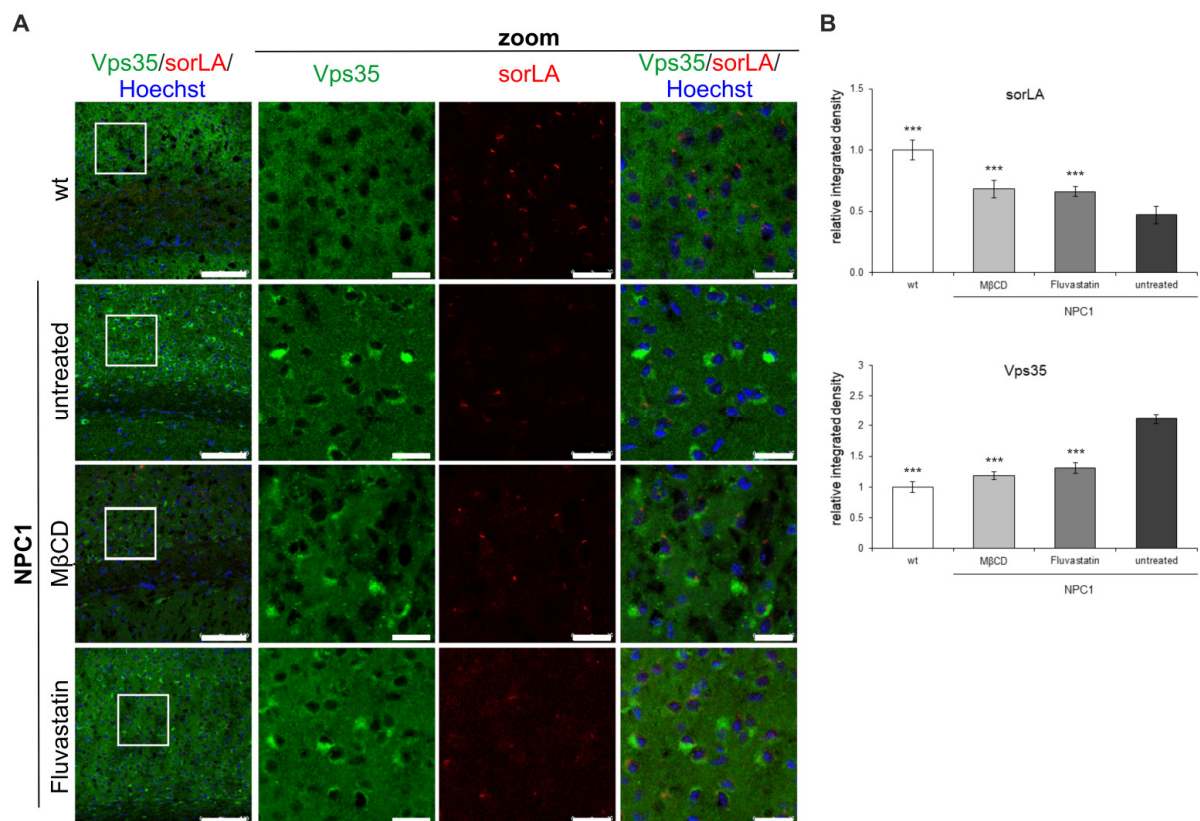 A
zoom
Vps35/sorLA/
Hoechst
Vps35
sorLA
Vps35/sorLA/
Hoechst
wt
NPC1
untreated
MβCD
Fluvastatin
B
sorLA
relative integrated density
1.5
1.0
0.5
0.0
***
***
***
wt
MβCD
Fluvastatin
untreated
NPC1
Vps35
relative integrated density
3
2.5
2
1.5
1
0.5
0
***
***
***
wt
MβCD
Fluvastatin
untreated
NPC1